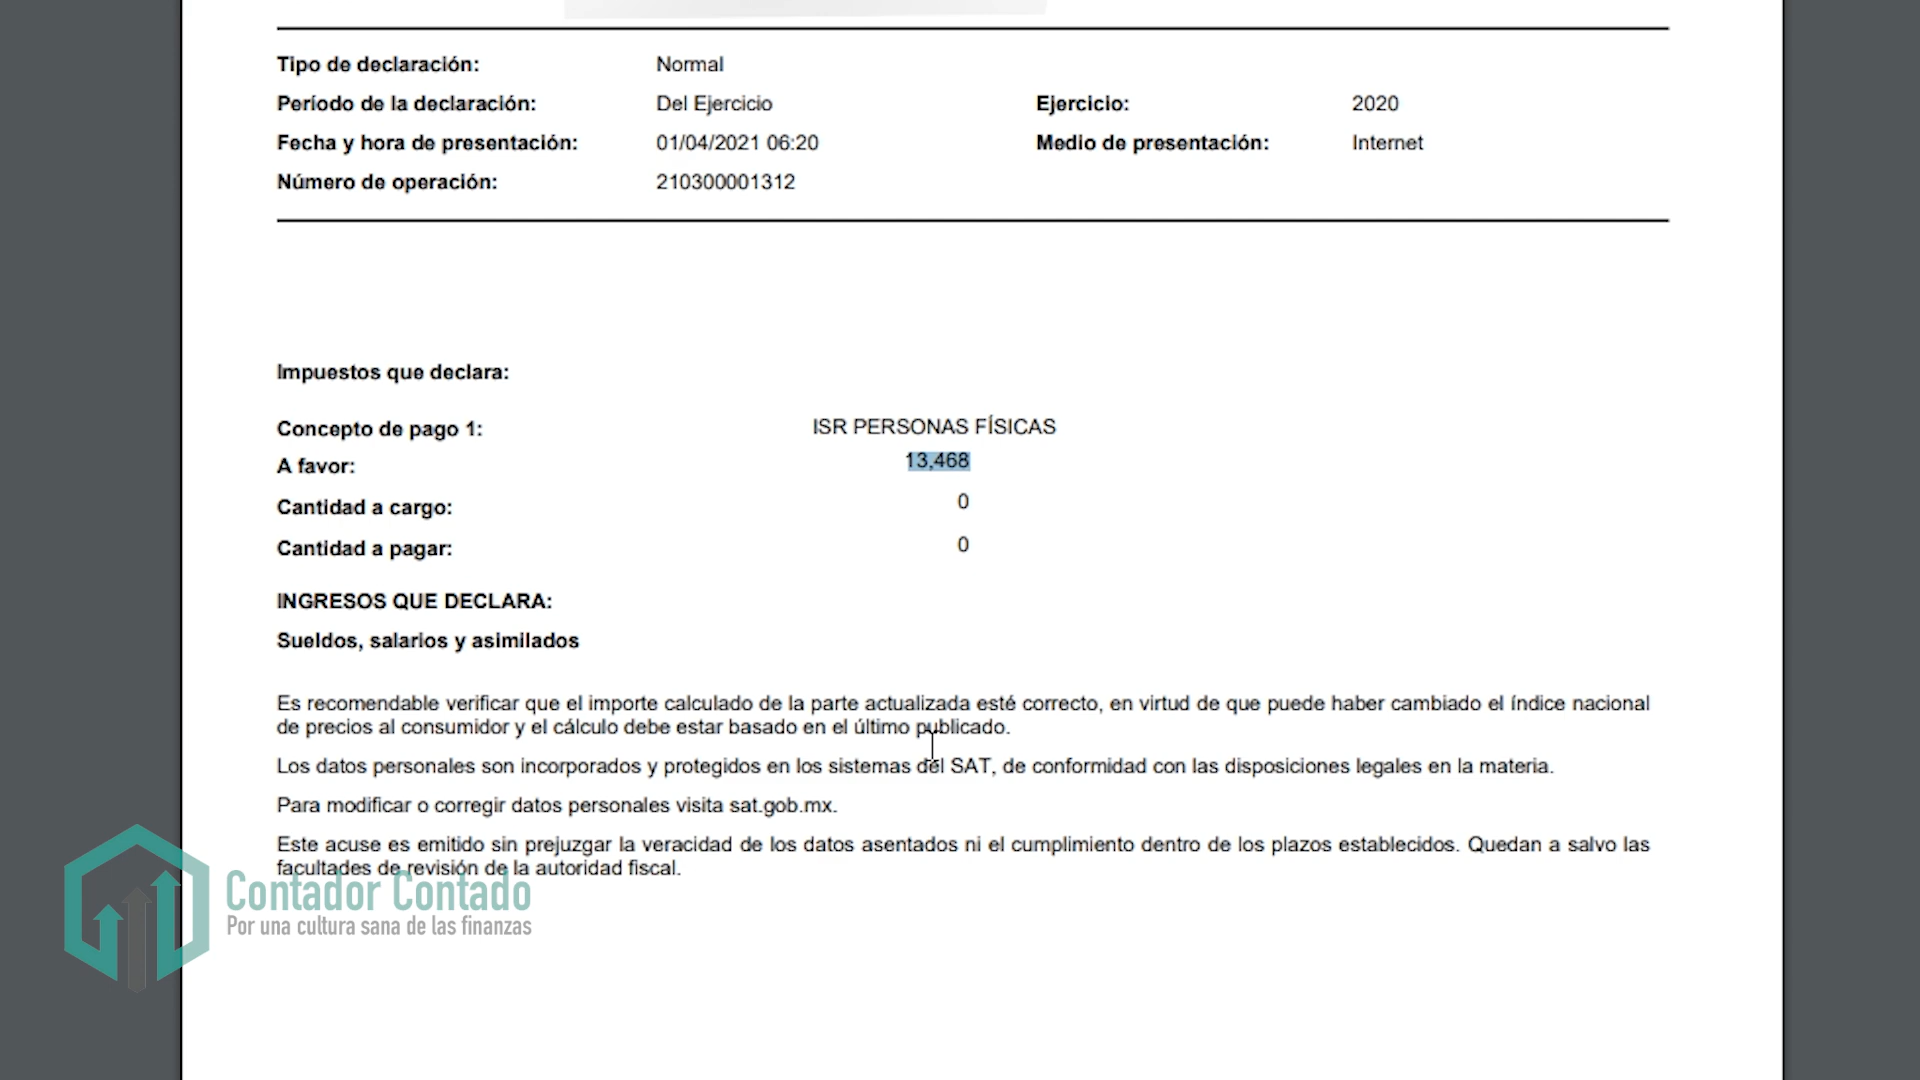 Tipo de declaración: Normal
Período de la declaración: Del Ejercicio Ejercicio: 2020
Fecha y hora de presentación: 01/04/2021 06:20 Medio de presentación: Internet
Número de operación: 210300001312
Impuestos que declara:
Concepto de pago 1: ISR PERSONAS FÍSICAS
A favor: 13,468
Cantidad a cargo: 0
Cantidad a pagar: 0
INGRESOS QUE DECLARA:
Sueldos, salarios y asimilados
Es recomendable verificar que el importe calculado de la parte actualizada esté correcto, en virtud de que puede haber cambiado el índice nacional
de precios al consumidor y el cálculo debe estar basado en el último publicado.
Los datos personales son incorporados y protegidos en los sistemas del SAT, de conformidad con las disposiciones legales en la materia.
Para modificar o corregir datos personales visita sat.gob.mx.
Este acuse es emitido sin prejuzgar la veracidad de los datos asentados ni el cumplimiento dentro de los plazos establecidos. Quedan a salvo las
facultades de revisión de la autoridad fiscal.
Contador Contado
Por una cultura sana de las finanzas